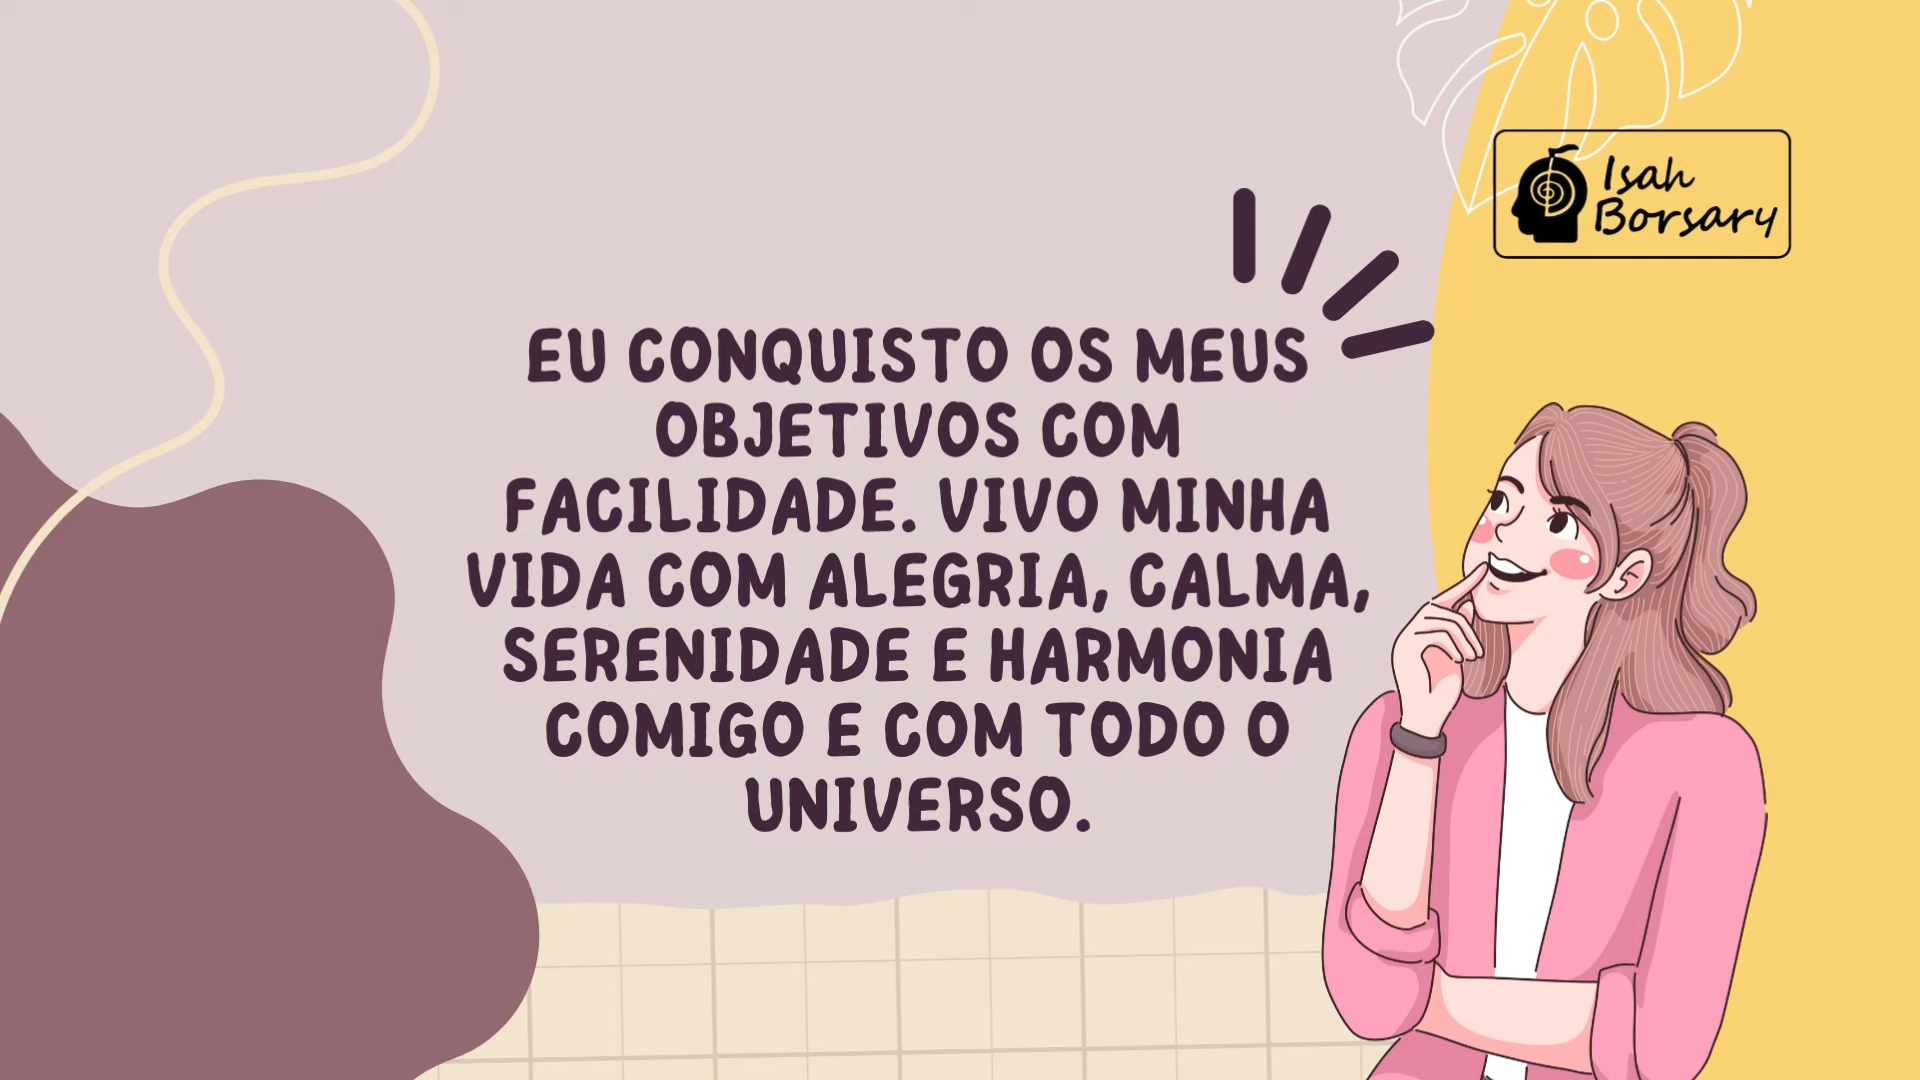 Isah
Borsary
EU CONQUISTO OS MEUS
OBJETIVOS COM
FACILIDADE. VIVO MINHA
VIDA COM ALEGRIA, CALMA,
SERENIDADE E HARMONIA
COMIGO E COM TODO O
UNIVERSO.